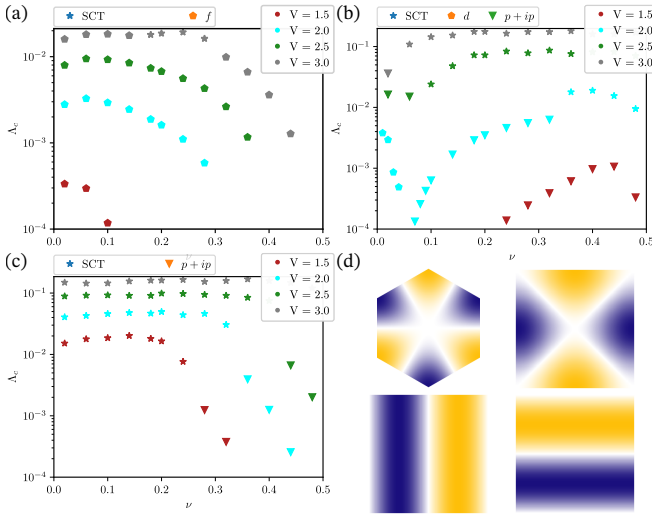 (a)
SCT
f
V = 1.5
V = 2.0
V = 2.5
V = 3.0
10⁻²
10⁻³
10⁻⁴
Λc
0.0 0.1 0.2 0.3 0.4 0.5
ν
(b)
SCT
d
p + ip
V = 1.5
V = 2.0
V = 2.5
V = 3.0
10⁻¹
10⁻²
10⁻³
10⁻⁴
Λc
0.0 0.1 0.2 0.3 0.4 0.5
ν
(c)
SCT
p + ip
V = 1.5
V = 2.0
V = 2.5
V = 3.0
10⁻¹
10⁻²
10⁻³
10⁻⁴
Λc
0.0 0.1 0.2 0.3 0.4 0.5
ν
(d)